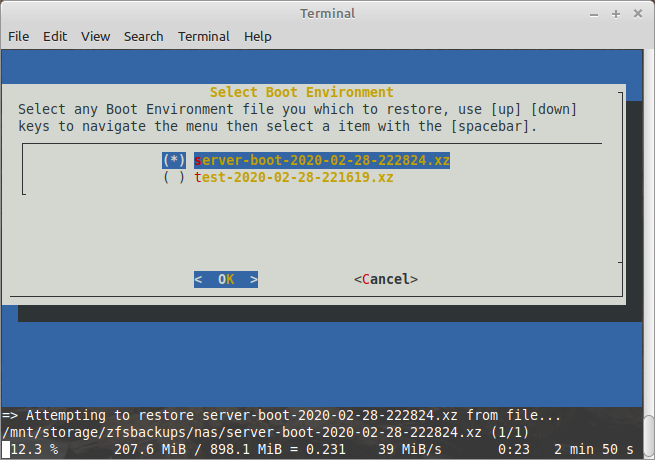 Terminal
File Edit View Search Terminal Help
Select Boot Environment
Select any Boot Environment file you which to restore, use [up] [down]
keys to navigate the menu then select a item with the [spacebar].
(*) server-boot-2020-02-28-222824.xz
( ) test-2020-02-28-221619.xz
< OK > <Cancel>
=> Attempting to restore server-boot-2020-02-28-222824.xz from file...
/mnt/storage/zfsbackups/nas/server-boot-2020-02-28-222824.xz (1/1)
12.3 % 207.6 MiB / 898.1 MiB = 0.231 39 MiB/s 0:23 2 min 50 s